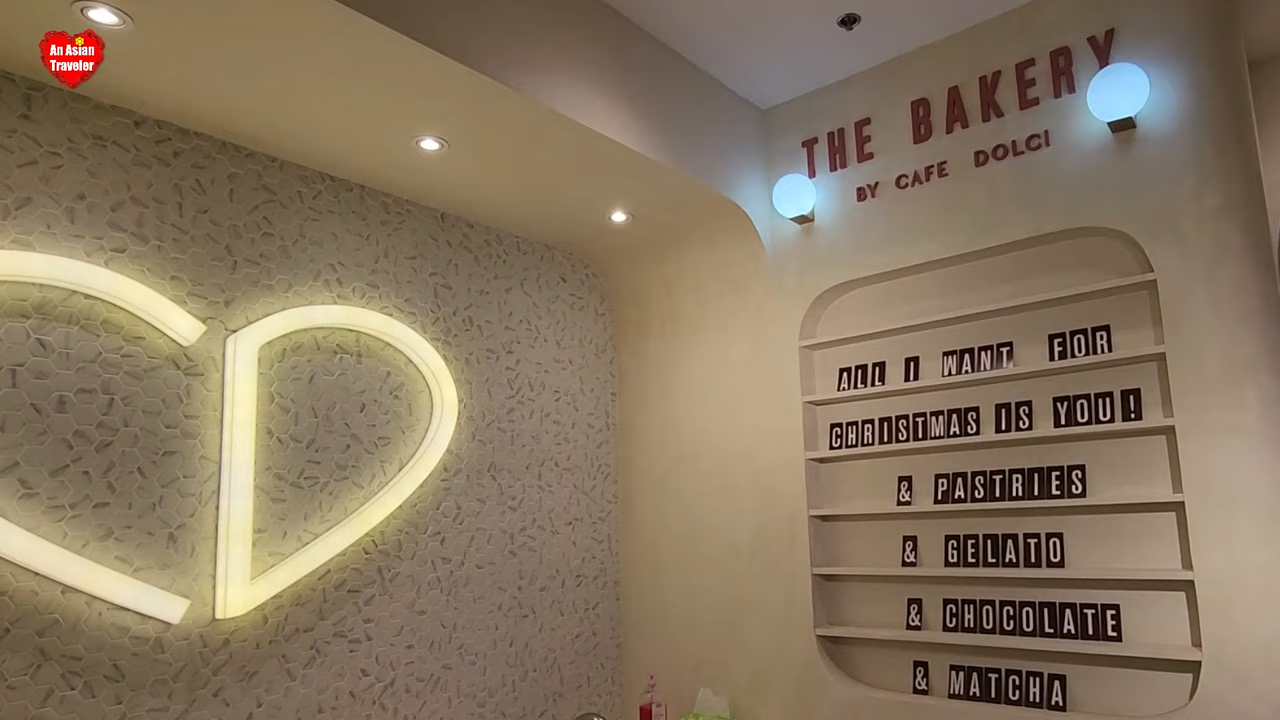 An Asian
Traveler
THE BAKERY
BY CAFE DOLCI
ALL I WANT FOR
CHRISTMAS IS YOU!
& PASTRIES
& GELATO
& CHOCOLATE
& MATCHA